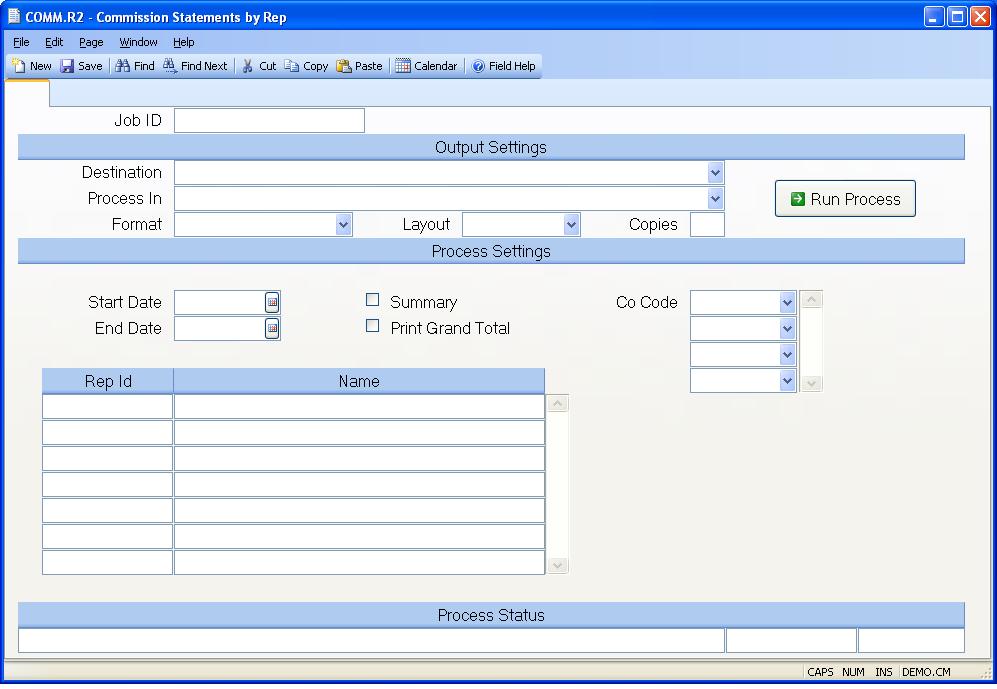 COMM.R2 - Commission Statements by Rep
File Edit Page Window Help
New Save Find Find Next Cut Copy Paste Calendar Field Help
Job ID
Output Settings
Destination
Process In
Run Process
Format Layout Copies
Process Settings
Start Date Summary Co Code
End Date Print Grand Total
Rep Id Name
Process Status
CAPS NUM INS DEMO.CM